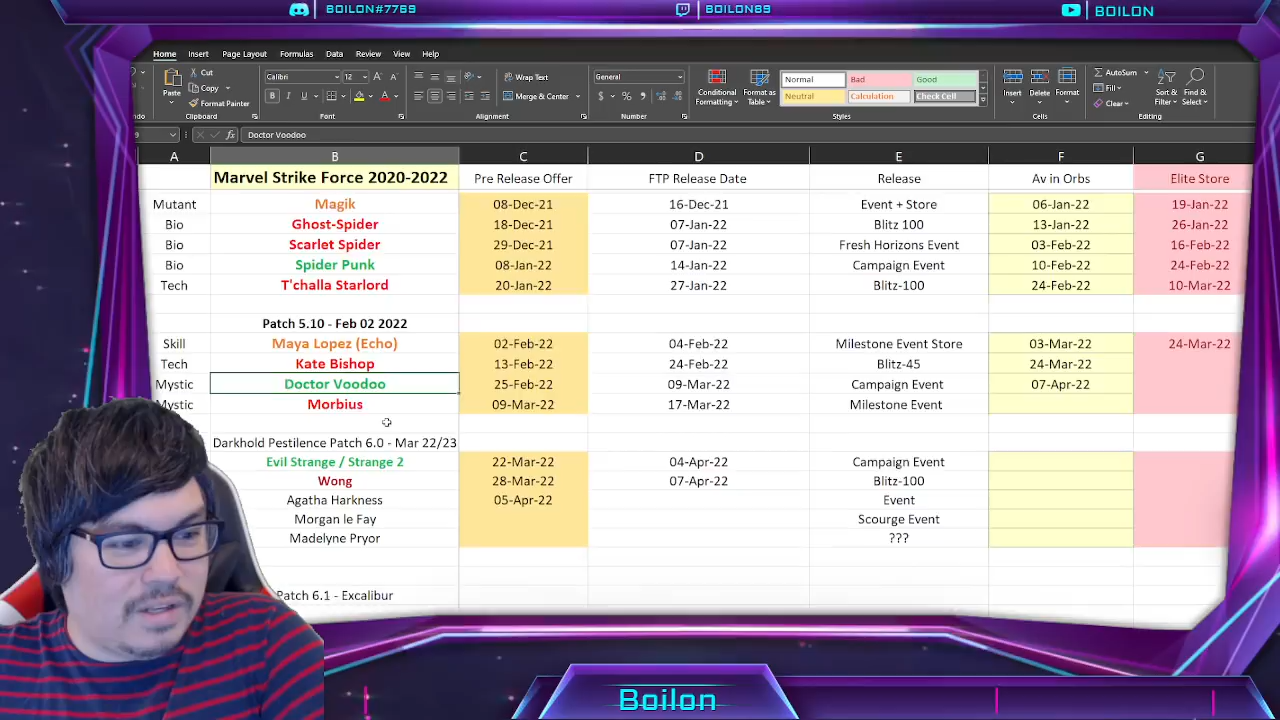 BOILON#7769 BOILON89 BOILON
Home Insert Page Layout Formulas Data Review View Help
Paste Cut Copy Format Painter Calibri 12 A A Wrap Text General Conditional Formatting Format as Table Normal Bad Good Insert Delete Format AutoSum Sort & Filter Find & Select
B I U A Merge & Center $ % Neutral Calculation Check Cell Fill Clear
Clipboard Font Alignment Number Styles Cells Editing
fx Doctor Voodoo
A B C D E F G
Marvel Strike Force 2020-2022 Pre Release Offer FTP Release Date Release Av in Orbs Elite Store
Mutant Magik 08-Dec-21 16-Dec-21 Event + Store 06-Jan-22 19-Jan-22
Bio Ghost-Spider 18-Dec-21 07-Jan-22 Blitz 100 13-Jan-22 26-Jan-22
Bio Scarlet Spider 29-Dec-21 07-Jan-22 Fresh Horizons Event 03-Feb-22 16-Feb-22
Bio Spider Punk 08-Jan-22 14-Jan-22 Campaign Event 10-Feb-22 24-Feb-22
Tech T'challa Starlord 20-Jan-22 27-Jan-22 Blitz-100 24-Feb-22 10-Mar-22
Patch 5.10 - Feb 02 2022
Skill Maya Lopez (Echo) 02-Feb-22 04-Feb-22 Milestone Event Store 03-Mar-22 24-Mar-22
Tech Kate Bishop 13-Feb-22 24-Feb-22 Blitz-45 24-Mar-22
Mystic Doctor Voodoo 25-Feb-22 09-Mar-22 Campaign Event 07-Apr-22
Mystic Morbius 09-Mar-22 17-Mar-22 Milestone Event
Darkhold Pestilence Patch 6.0 - Mar 22/23
Evil Strange / Strange 2 22-Mar-22 04-Apr-22 Campaign Event
Wong 28-Mar-22 07-Apr-22 Blitz-100
Agatha Harkness 05-Apr-22 Event
Morgan le Fay Scourge Event
Madelyne Pryor ???
Patch 6.1 - Excalibur
Boilon